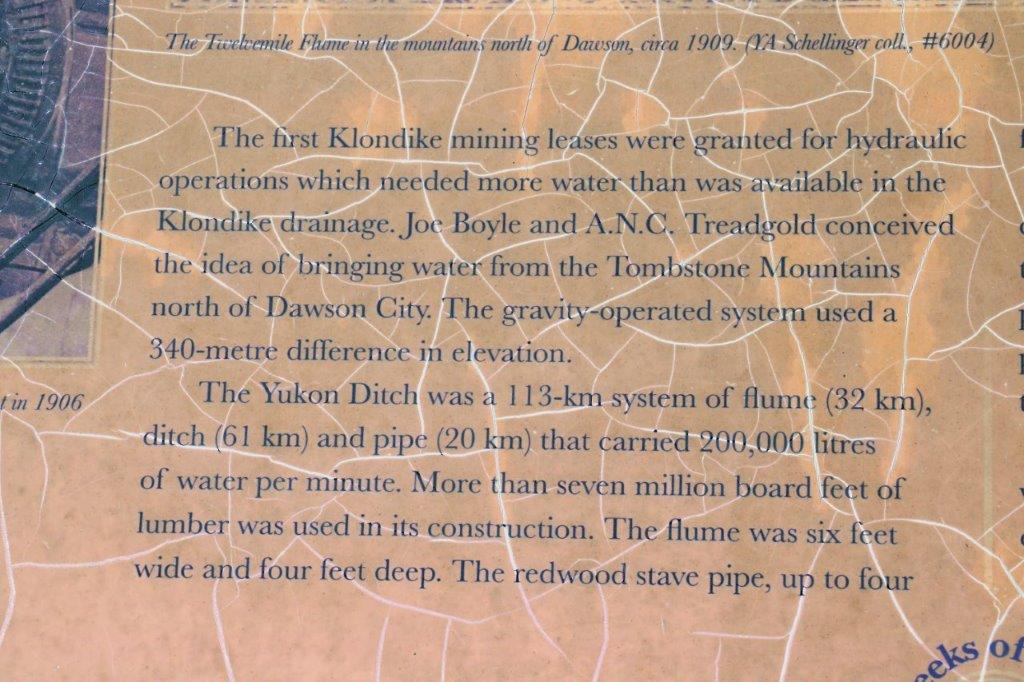 The Twelvemile Flume in the mountains north of Dawson, circa 1909. (YA Schellinger coll., #6004)
The first Klondike mining leases were granted for hydraulic
operations which needed more water than was available in the
Klondike drainage. Joe Boyle and A.N.C. Treadgold conceived
the idea of bringing water from the Tombstone Mountains
north of Dawson City. The gravity-operated system used a
340-metre difference in elevation.
The Yukon Ditch was a 113-km system of flume (32 km),
ditch (61 km) and pipe (20 km) that carried 200,000 litres
of water per minute. More than seven million board feet of
lumber was used in its construction. The flume was six feet
wide and four feet deep. The redwood stave pipe, up to four
t in 1906
eeks of